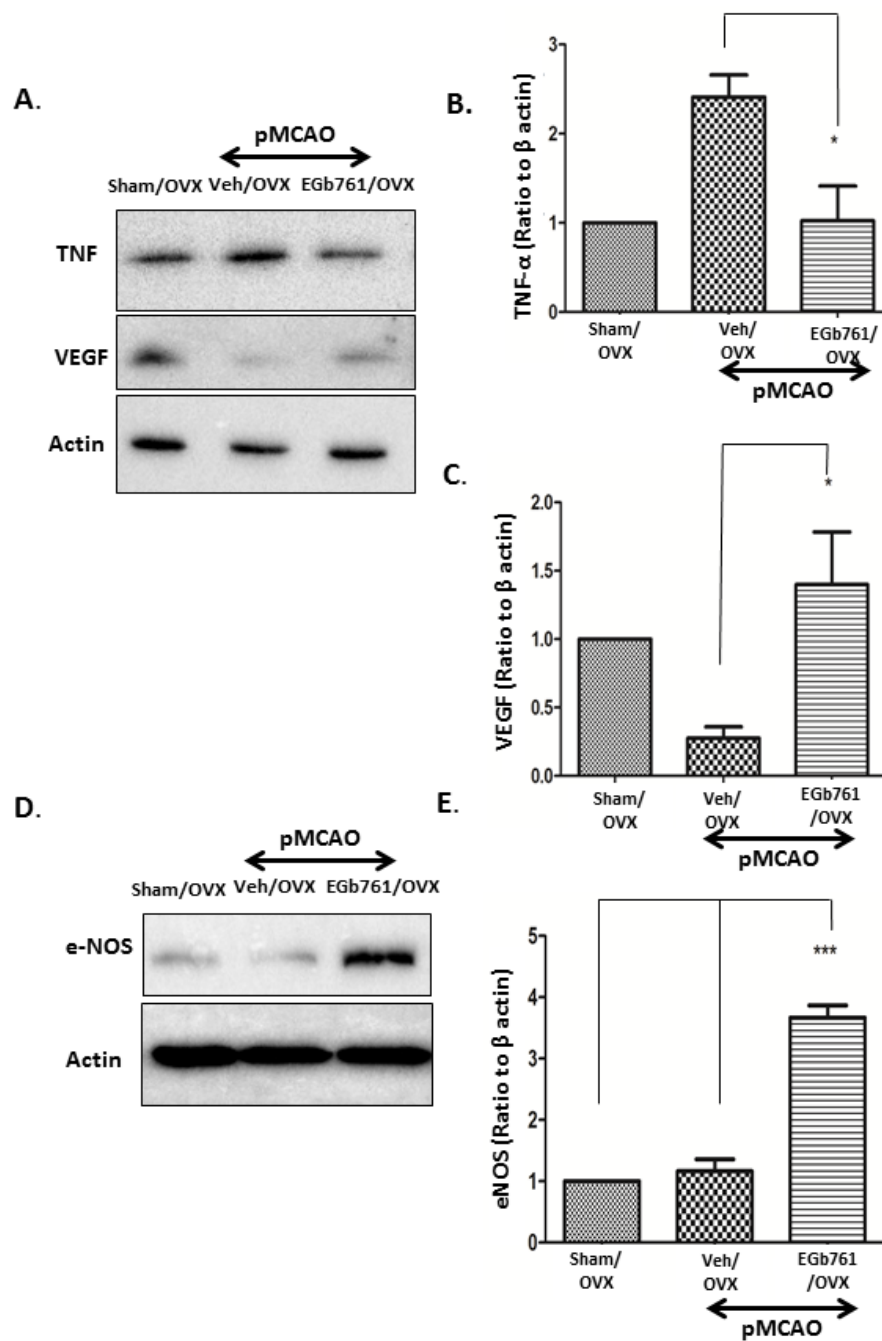 A.
pMCAO
Sham/OVX Veh/OVX EGb761/OVX
TNF
VEGF
Actin
B.
TNF-α (Ratio to β actin)
3
2
1
0
*
Sham/
OVX
Veh/
OVX
EGb761/
OVX
pMCAO
C.
VEGF (Ratio to β actin)
2.0
1.5
1.0
0.5
0.0
*
Sham/
OVX
Veh/
OVX
EGb761
/OVX
pMCAO
D.
pMCAO
Sham/OVX Veh/OVX EGb761/OVX
e-NOS
Actin
E.
eNOS (Ratio to β actin)
5
4
3
2
1
0
***
Sham/
OVX
Veh/
OVX
EGb761
/OVX
pMCAO